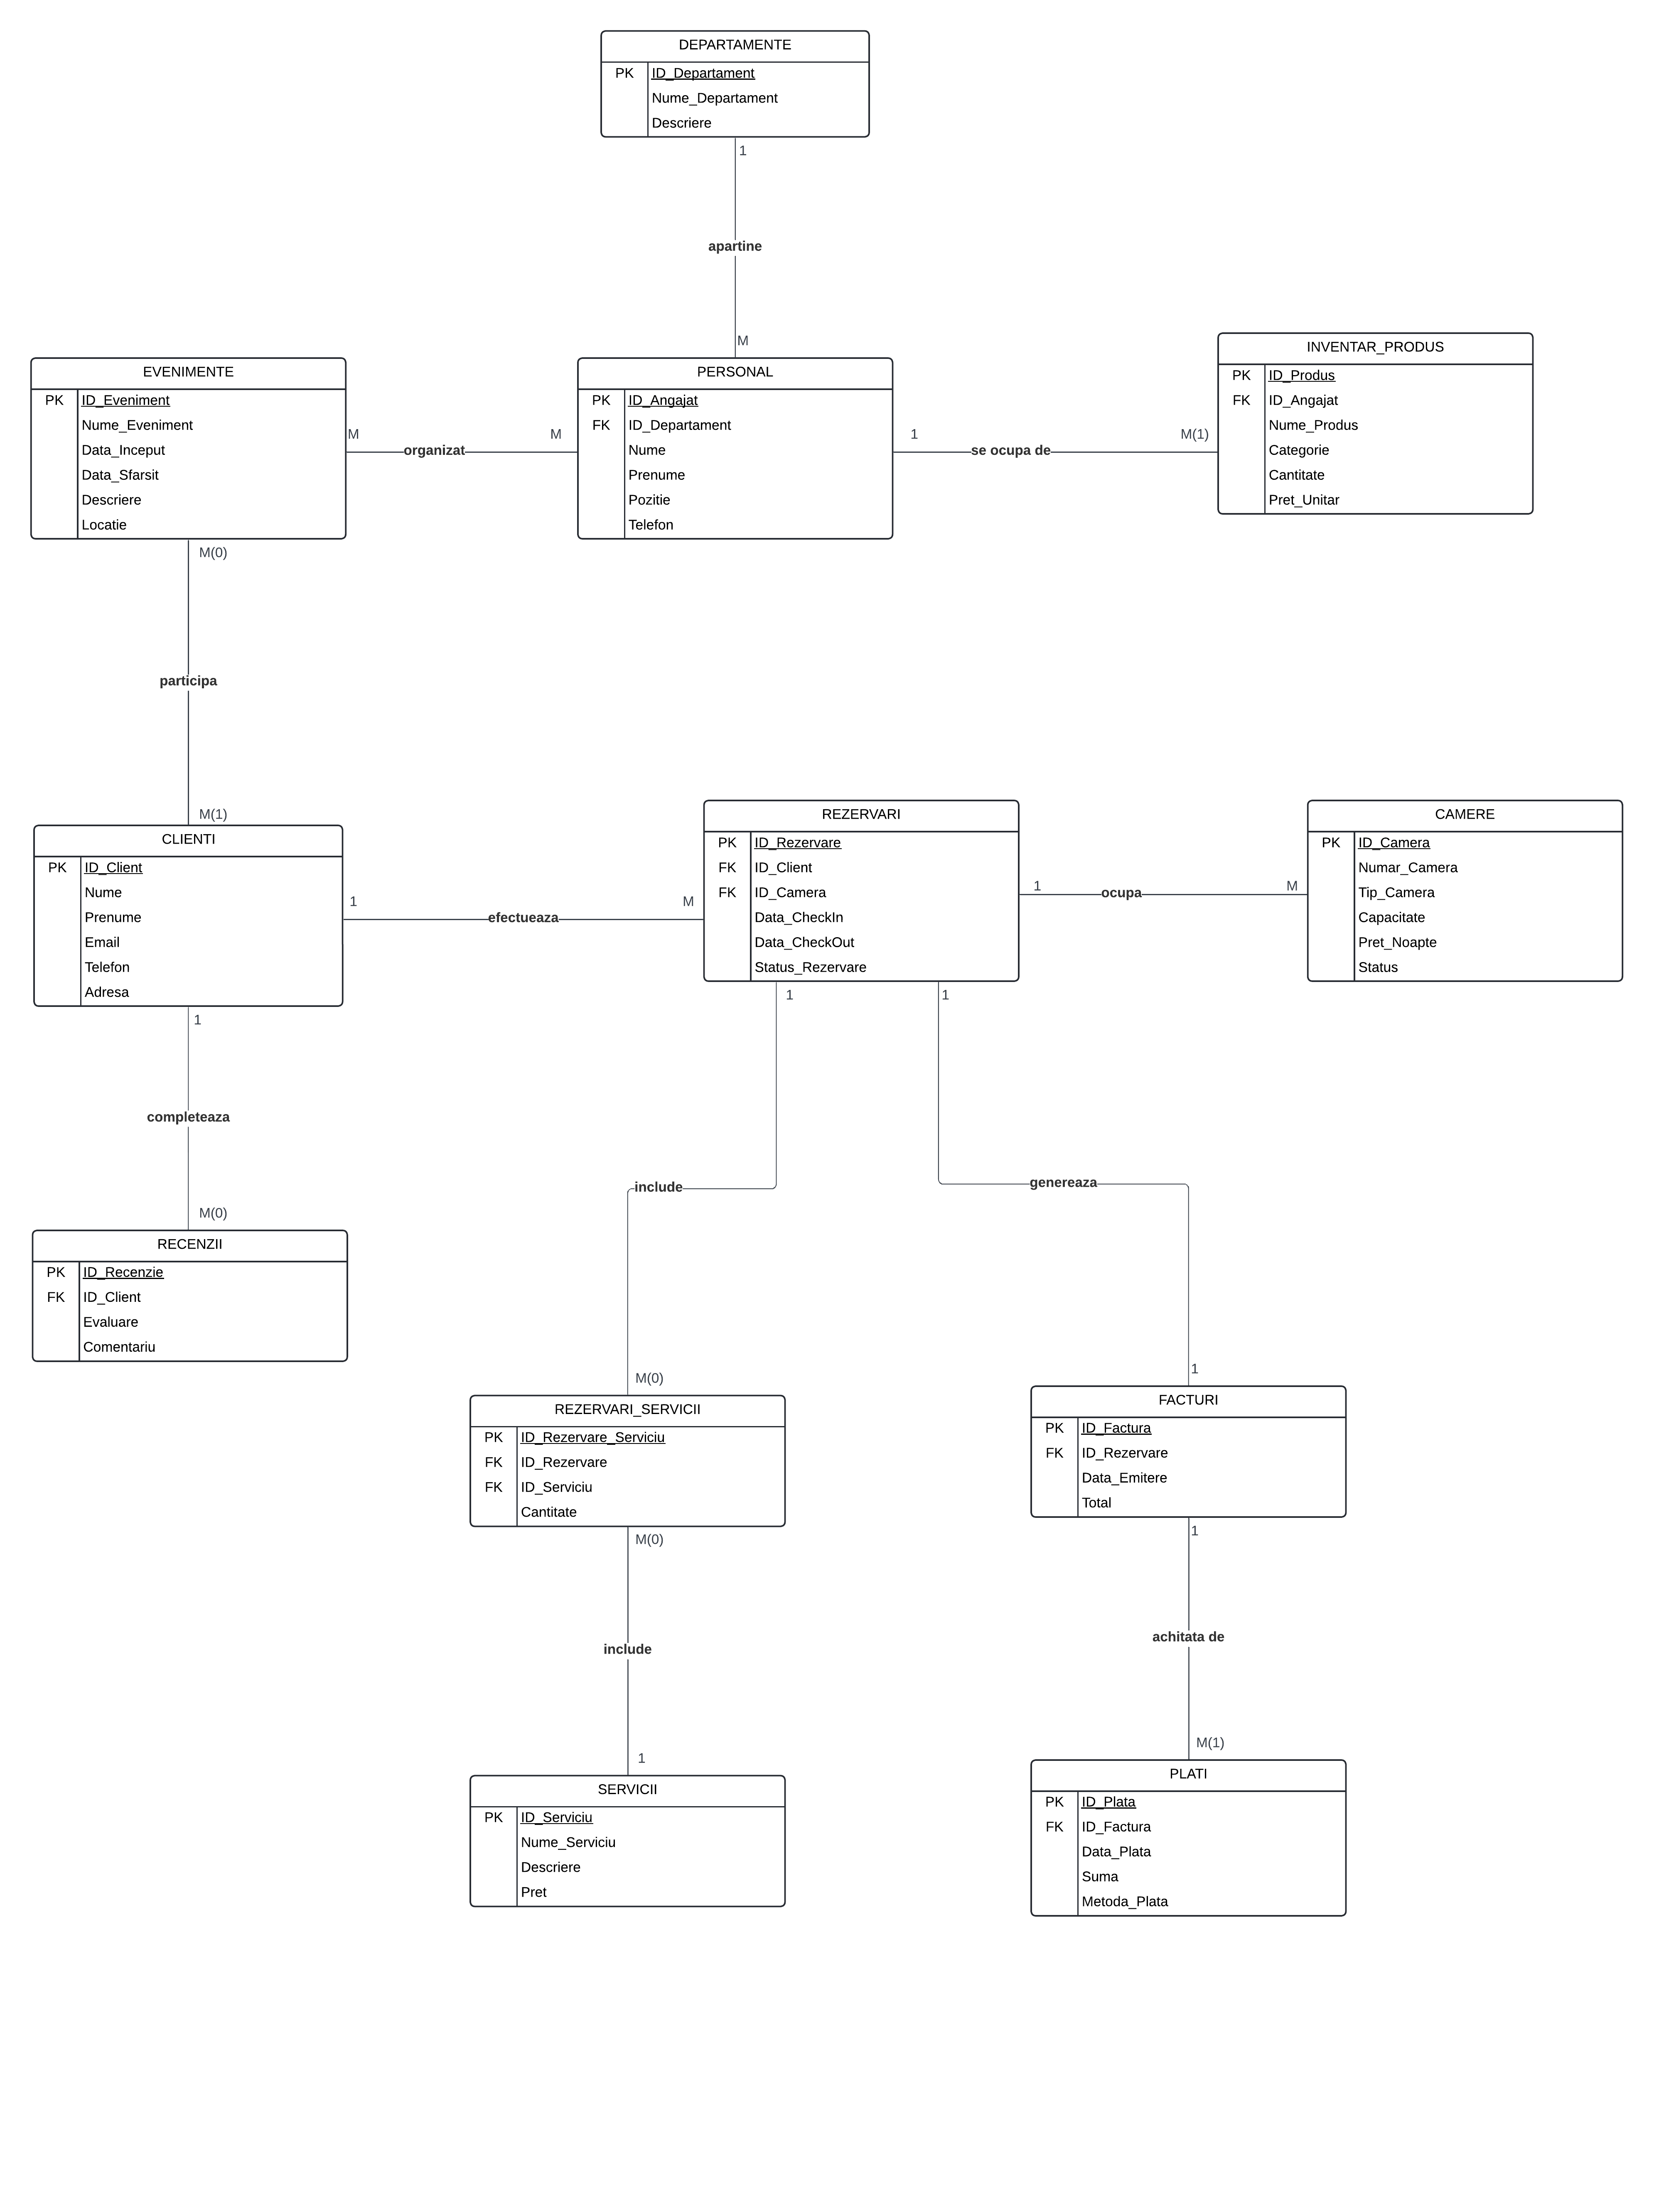 DEPARTAMENTE
PK ID_Departament
Nume_Departament
Descriere
1
apartine
M
EVENIMENTE
PK ID_Eveniment
Nume_Eveniment
Data_Inceput
Data_Sfarsit
Descriere
Locatie
M organizat M
PERSONAL
PK ID_Angajat
FK ID_Departament
Nume
Prenume
Pozitie
Telefon
1 se ocupa de M(1)
INVENTAR_PRODUS
PK ID_Produs
FK ID_Angajat
Nume_Produs
Categorie
Cantitate
Pret_Unitar
M(0)
participa
M(1)
CLIENTI
PK ID_Client
Nume
Prenume
Email
Telefon
Adresa
1 efectueaza M
REZERVARI
PK ID_Rezervare
FK ID_Client
FK ID_Camera
Data_CheckIn
Data_CheckOut
Status_Rezervare
1 ocupa M
CAMERE
PK ID_Camera
Numar_Camera
Tip_Camera
Capacitate
Pret_Noapte
Status
1
completeaza
M(0)
RECENZII
PK ID_Recenzie
FK ID_Client
Evaluare
Comentariu
1
include
M(0)
REZERVARI_SERVICII
PK ID_Rezervare_Serviciu
FK ID_Rezervare
FK ID_Serviciu
Cantitate
M(0)
include
1
SERVICII
PK ID_Serviciu
Nume_Serviciu
Descriere
Pret
1
genereaza
1
FACTURI
PK ID_Factura
FK ID_Rezervare
Data_Emitere
Total
1
achitata de
M(1)
PLATI
PK ID_Plata
FK ID_Factura
Data_Plata
Suma
Metoda_Plata